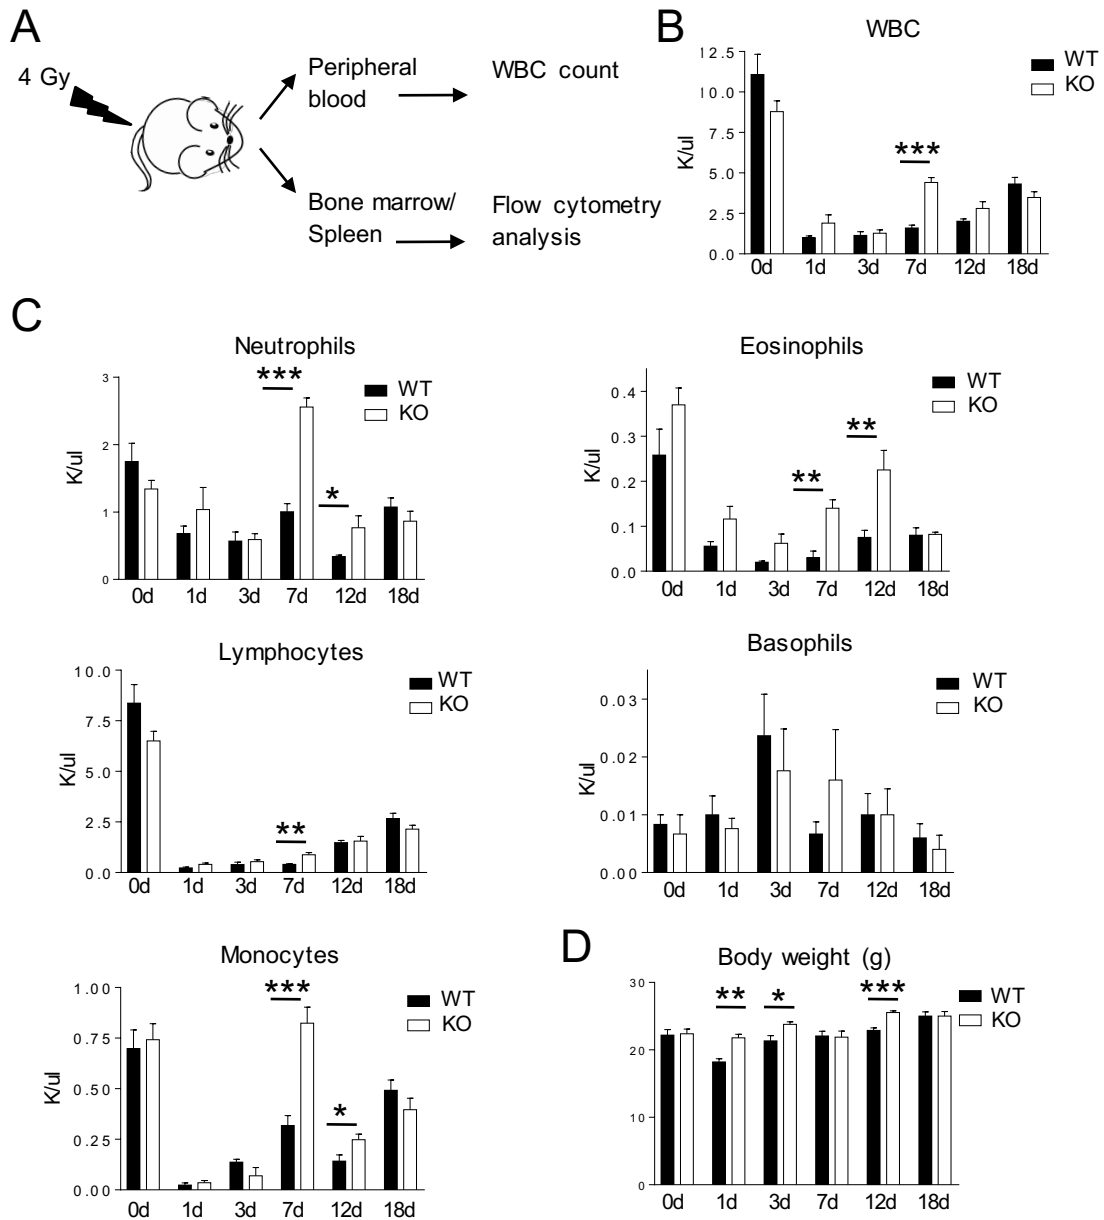 A
4 Gy
Peripheral
blood
WBC count
Bone marrow/
Spleen
Flow cytometry
analysis
B
WBC
WT
KO
K/ul
12.5
10.0
7.5
5.0
2.5
0.0
***
0d 1d 3d 7d 12d 18d
C
Neutrophils
WT
KO
K/ul
3
2
1
0
***
*
0d 1d 3d 7d 12d 18d
Eosinophils
WT
KO
K/ul
0.4
0.3
0.2
0.1
0.0
**
**
0d 1d 3d 7d 12d 18d
Lymphocytes
WT
KO
K/ul
10.0
7.5
5.0
2.5
0.0
**
0d 1d 3d 7d 12d 18d
Basophils
WT
KO
K/ul
0.03
0.02
0.01
0.00
0d 1d 3d 7d 12d 18d
Monocytes
WT
KO
K/ul
1.00
0.75
0.50
0.25
0.00
***
*
0d 1d 3d 7d 12d 18d
D
Body weight (g)
WT
KO
30
20
10
0
**
*
***
0d 1d 3d 7d 12d 18d